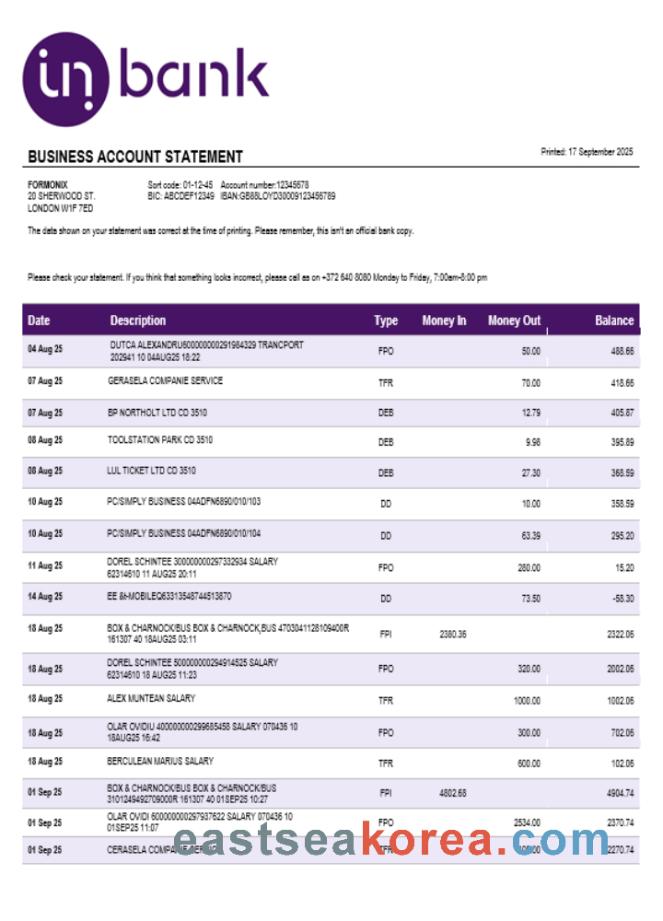 in bank
BUSINESS ACCOUNT STATEMENT
Printed: 17 September 2025
FORMONIX
20 SHERWOOD ST.
LONDON W1F 7ED
Sort code: 01-12-45 Account number:12345678
BIC: ABCDEF12349 IBAN:GB88LOYD30009123456789
The data shown on your statement was correct at the time of printing. Please remember, this isn't an official bank copy.
Please check your statement. If you think that something looks incorrect, please call as on +372 640 8080 Monday to Friday, 7:00am-8:00 pm
Date Description Type Money In Money Out Balance
04 Aug 25 DUTCA ALEXANDRU600000000291984329 TRANCPORT FPO 50.00 488.66
202941 10 04AUG25 18:22
07 Aug 25 GERASELA COMPANIE SERVICE TFR 70.00 418.66
07 Aug 25 BP NORTHOLT LTD CD 3510 DEB 12.79 405.87
08 Aug 25 TOOLSTATION PARK CD 3510 DEB 9.98 395.89
08 Aug 25 LUL TICKET LTD CD 3510 DEB 27.30 368.59
10 Aug 25 PC/SIMPLY BUSINESS 04ADFN6890/010/103 DD 10.00 358.59
10 Aug 25 PC/SIMPLY BUSINESS 04ADFN6890/010/104 DD 63.39 295.20
11 Aug 25 DOREL SCHINTEE 300000000297332934 SALARY FPO 280.00 15.20
62314610 11 AUG25 20:11
14 Aug 25 EE &t-MOBILEQ63313548744513870 DD 73.50 -58.30
18 Aug 25 BOX & CHARNOCK/BUS BOX & CHARNOCK,BUS 4703041128109400R FPI 2380.36 2322.06
161307 40 18AUG25 03:11
18 Aug 25 DOREL SCHINTEE 500000000294914525 SALARY FPO 320.00 2002.06
62314610 18 AUG25 11:23
18 Aug 25 ALEX MUNTEAN SALARY TFR 1000.00 1002.06
18 Aug 25 OLAR OVIDIU 400000000299685458 SALARY 070436 10 FPO 300.00 702.06
18AUG25 16:42
18 Aug 25 BERCULEAN MARIUS SALARY TFR 600.00 102.06
01 Sep 25 BOX & CHARNOCK/BUS BOX & CHARNOCK/BUS FPI 4802.68 4904.74
3101249492709000R 161307 40 01SEP25 10:27
01 Sep 25 OLAR OVIDI 600000000297937622 SALARY 070436 10 FPO 2534.00 2370.74
01SEP25 11:07
01 Sep 25 CERASELA TFR 2270.74
eastseakorea.com